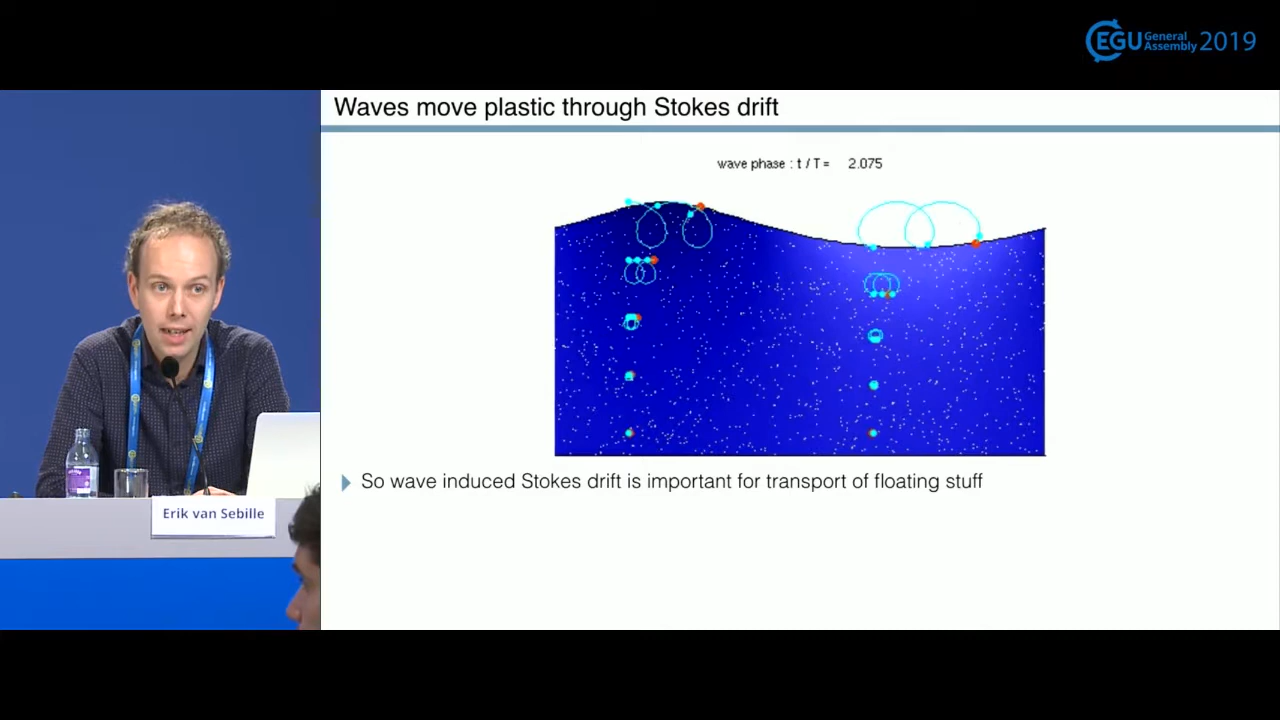 EGU General Assembly 2019
Waves move plastic through Stokes drift
wave phase : t / T = 2.075
So wave induced Stokes drift is important for transport of floating stuff
Erik van Sebille